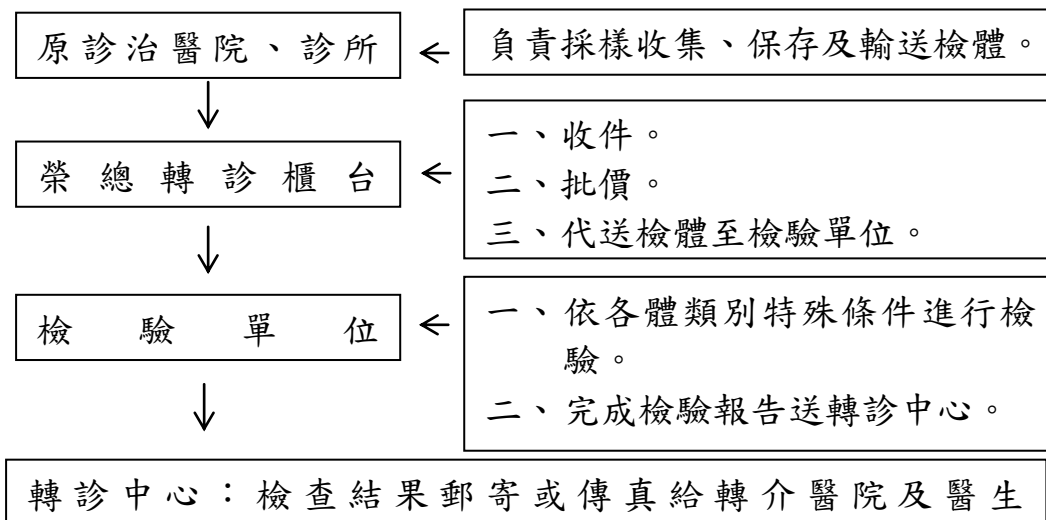 原診治醫院、診所
負責採樣收集、保存及輸送檢體。
榮總轉診櫃台
一、收件。
二、批價。
三、代送檢體至檢驗單位。
檢驗單位
一、依各體類別特殊條件進行檢
驗。
二、完成檢驗報告送轉診中心。
轉診中心：檢查結果郵寄或傳真給轉介醫院及醫生